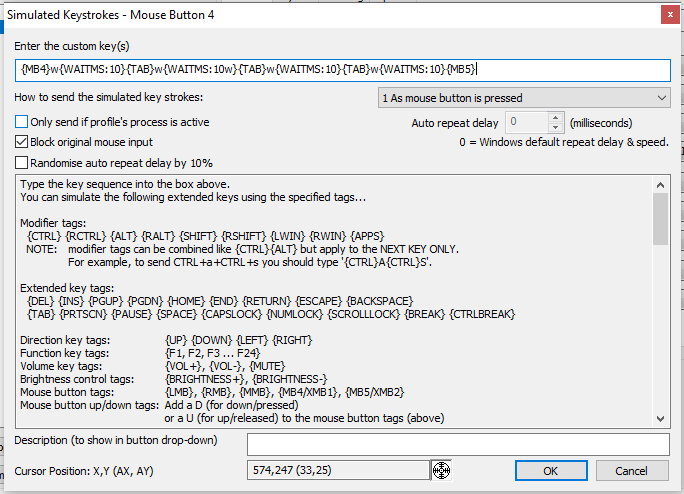 Simulated Keystrokes - Mouse Button 4
Enter the custom key(s)
{MB4}w{WAITMS:10}{TAB}w{WAITMS:10w}{TAB}w{WAITMS:10}{TAB}w{WAITMS:10}{MB5}
How to send the simulated key strokes:
1 As mouse button is pressed
Only send if profile's process is active
Auto repeat delay
0
(milliseconds)
Block original mouse input
0 = Windows default repeat delay & speed.
Randomise auto repeat delay by 10%
Type the key sequence into the box above.
You can simulate the following extended keys using the specified tags...
Modifier tags:
{CTRL} {RCTRL} {ALT} {RALT} {SHIFT} {RSHIFT} {LWIN} {RWIN} {APPS}
NOTE: modifier tags can be combined like {CTRL}{ALT} but apply to the NEXT KEY ONLY.
For example, to send CTRL+a+CTRL+s you should type '{CTRL}A{CTRL}S'.
Extended key tags:
{DEL} {INS} {PGUP} {PGDN} {HOME} {END} {RETURN} {ESCAPE} {BACKSPACE}
{TAB} {PRTSCN} {PAUSE} {SPACE} {CAPSLOCK} {NUMLOCK} {SCROLLLOCK} {BREAK} {CTRLBREAK}
Direction key tags: {UP} {DOWN} {LEFT} {RIGHT}
Function key tags: {F1, F2, F3 ... F24}
Volume key tags: {VOL+}, {VOL-}, {MUTE}
Brightness control tags: {BRIGHTNESS+}, {BRIGHTNESS-}
Mouse button tags: {LMB}, {RMB}, {MMB}, {MB4/XMB1}, {MB5/XMB2}
Mouse button up/down tags: Add a D (for down/pressed)
or a U (for up/released) to the mouse button tags (above)
Description (to show in button drop-down)
Cursor Position: X,Y (AX, AY)
574,247 (33,25)
OK
Cancel